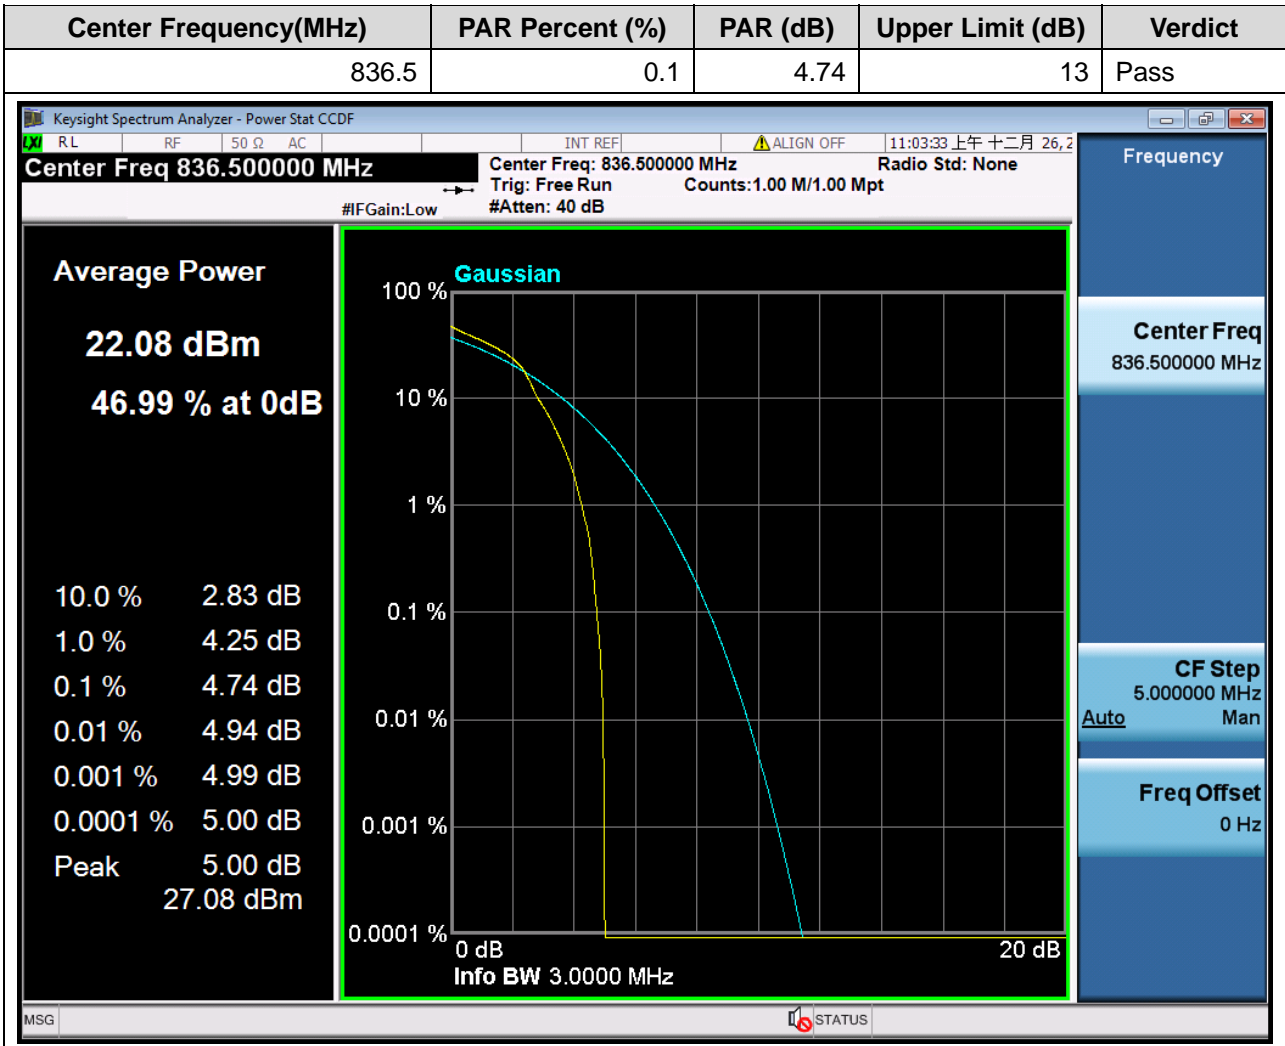 Center Frequency(MHz) PAR Percent (%) PAR (dB) Upper Limit (dB) Verdict
836.5 0.1 4.74 13 Pass
Keysight Spectrum Analyzer - Power Stat CCDF
LXI RL RF 50 Ω AC INT REF ALIGN OFF 11:03:33 上午 十二月 26, 2
Center Freq 836.500000 MHz
Center Freq: 836.500000 MHz Radio Std: None
Trig: Free Run Counts:1.00 M/1.00 Mpt
#IFGain:Low #Atten: 40 dB
Frequency
Average Power
22.08 dBm
46.99 % at 0dB
10.0 % 2.83 dB
1.0 % 4.25 dB
0.1 % 4.74 dB
0.01 % 4.94 dB
0.001 % 4.99 dB
0.0001 % 5.00 dB
Peak 5.00 dB
27.08 dBm
Gaussian
100 %
10 %
1 %
0.1 %
0.01 %
0.001 %
0.0001 %
0 dB 20 dB
Info BW 3.0000 MHz
Center Freq
836.500000 MHz
CF Step
5.000000 MHz
Auto Man
Freq Offset
0 Hz
MSG STATUS